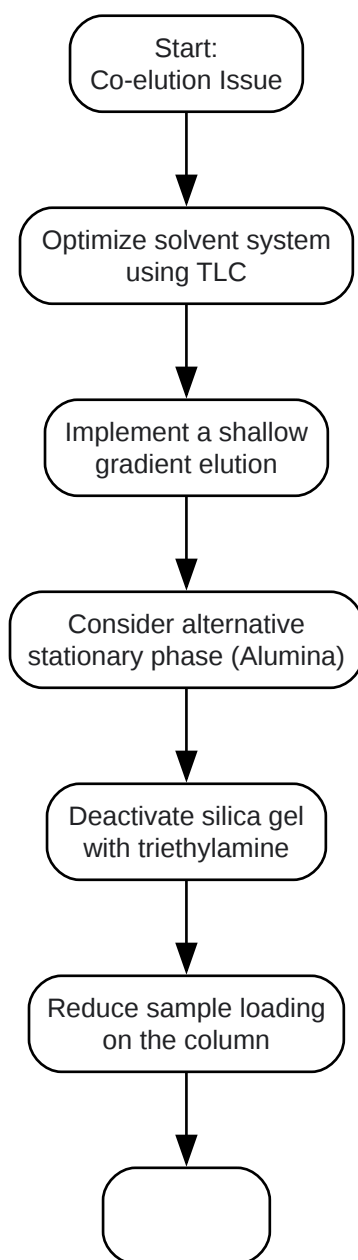 Start:
Co-elution Issue
Optimize solvent system
using TLC
Implement a shallow
gradient elution
Consider alternative
stationary phase (Alumina)
Deactivate silica gel
with triethylamine
Reduce sample loading
on the column